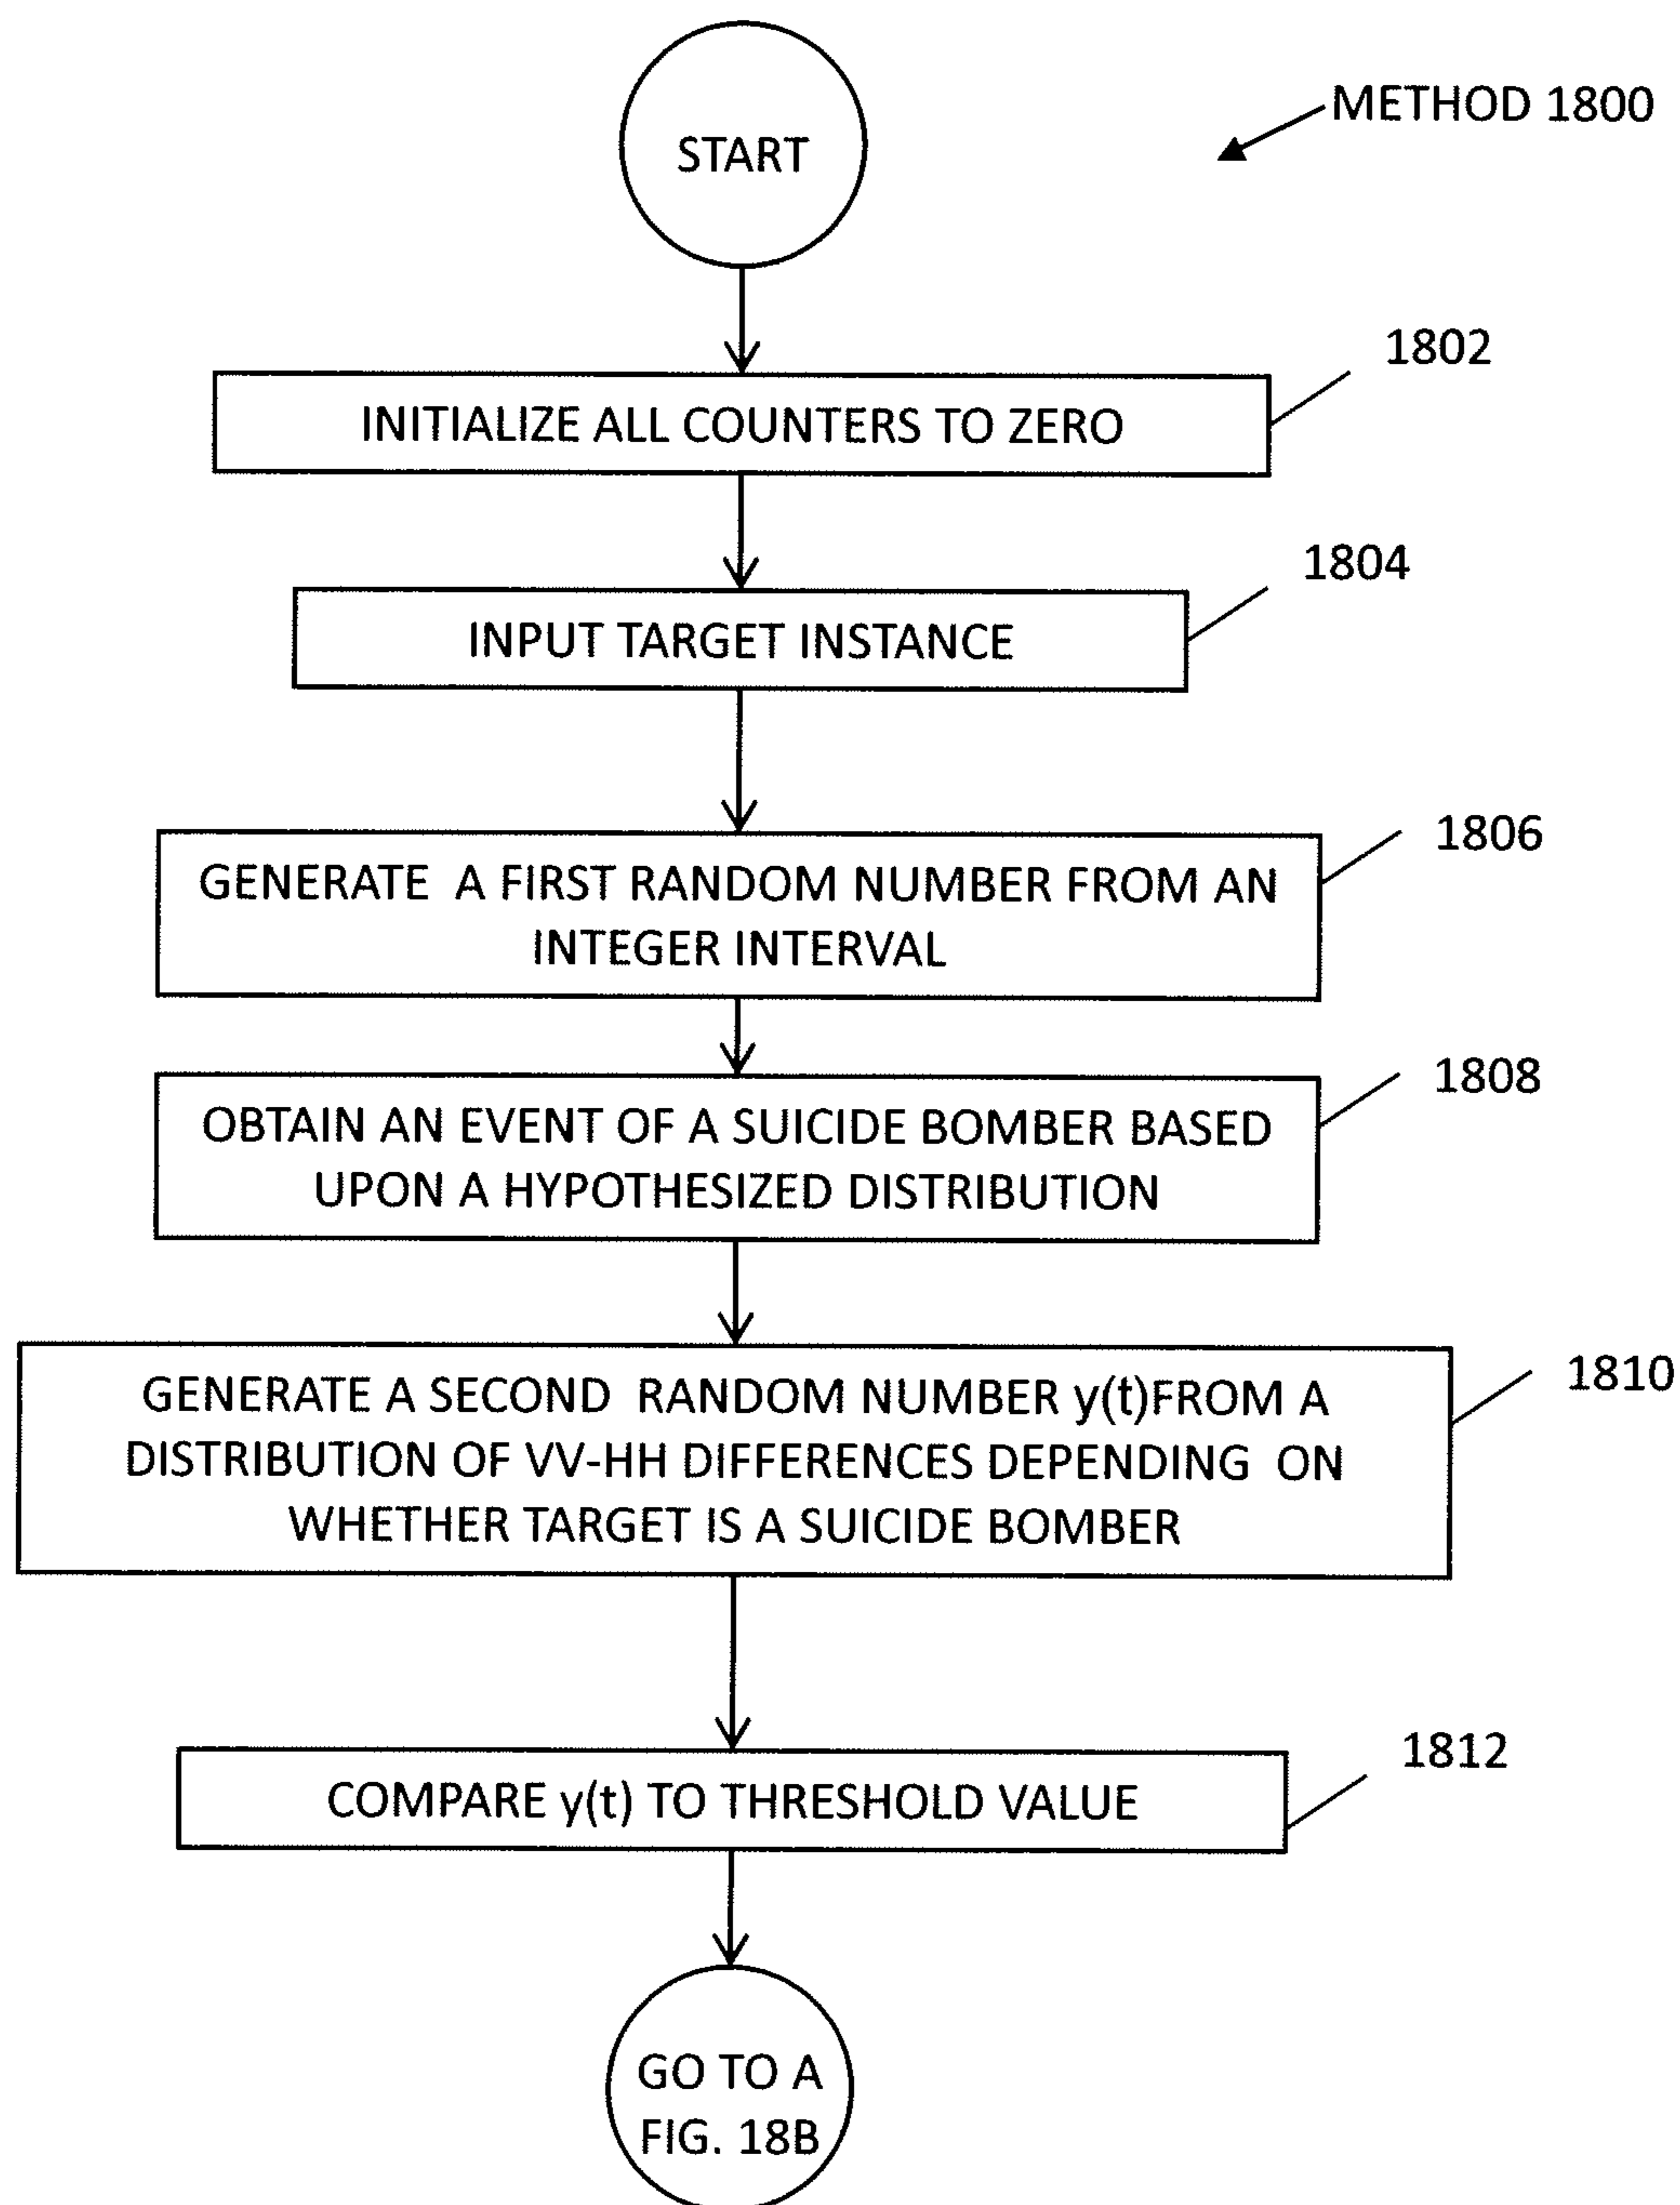 START
METHOD 1800
1802
INITIALIZE ALL COUNTERS TO ZERO
1804
INPUT TARGET INSTANCE
1806
GENERATE A FIRST RANDOM NUMBER FROM AN
INTEGER INTERVAL
1808
OBTAIN AN EVENT OF A SUICIDE BOMBER BASED
UPON A HYPOTHESIZED DISTRIBUTION
1810
GENERATE A SECOND RANDOM NUMBER y(t)FROM A
DISTRIBUTION OF VV-HH DIFFERENCES DEPENDING ON
WHETHER TARGET IS A SUICIDE BOMBER
1812
COMPARE y(t) TO THRESHOLD VALUE
GO TO A
FIG. 18B